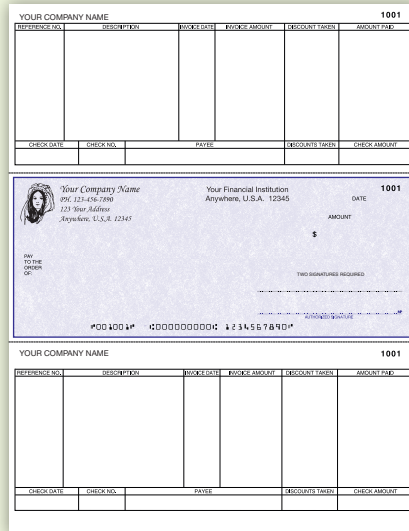 YOUR COMPANY NAME 1001
REFERENCE NO. DESCRIPTION INVOICE DATE INVOICE AMOUNT DISCOUNT TAKEN AMOUNT PAID
CHECK DATE CHECK NO. PAYEE DISCOUNTS TAKEN CHECK AMOUNT
Your Company Name Your Financial Institution 1001
PH. 123-456-7890 Anywhere, U.S.A. 12345 DATE
123 Your Address
Anywhere, U.S.A. 12345
AMOUNT
$
PAY
TO THE
ORDER
OF:
TWO SIGNATURES REQUIRED
AUTHORIZED SIGNATURE
⑈001001⑈ ⑆000000000⑆ 1234567890⑈
YOUR COMPANY NAME 1001
REFERENCE NO. DESCRIPTION INVOICE DATE INVOICE AMOUNT DISCOUNT TAKEN AMOUNT PAID
CHECK DATE CHECK NO. PAYEE DISCOUNTS TAKEN CHECK AMOUNT